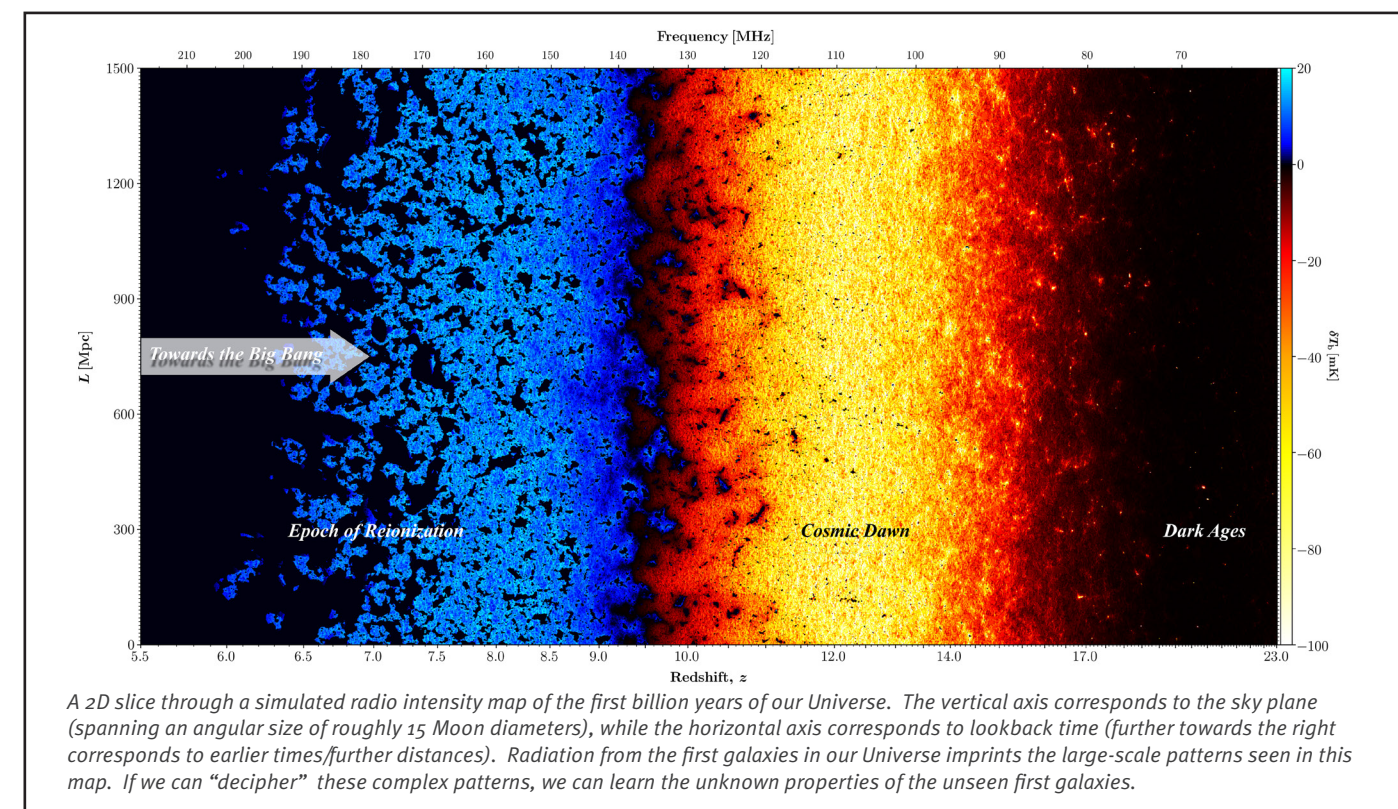 Frequency [MHz]
210 200 190 180 170 160 150 140 130 120 110 100 90 80 70
1500
1200
900
600
300
0
L [Mpc]
20
0
−20
−40
−60
−80
−100
δT_b [mK]
Towards the Big Bang
Epoch of Reionization
Cosmic Dawn
Dark Ages
5.5 6.0 6.5 7.0 7.5 8.0 8.5 9.0 10.0 12.0 14.0 17.0 23.0
Redshift, z
A 2D slice through a simulated radio intensity map of the first billion years of our Universe. The vertical axis corresponds to the sky plane
(spanning an angular size of roughly 15 Moon diameters), while the horizontal axis corresponds to lookback time (further towards the right
corresponds to earlier times/further distances). Radiation from the first galaxies in our Universe imprints the large-scale patterns seen in this
map. If we can “decipher” these complex patterns, we can learn the unknown properties of the unseen first galaxies.